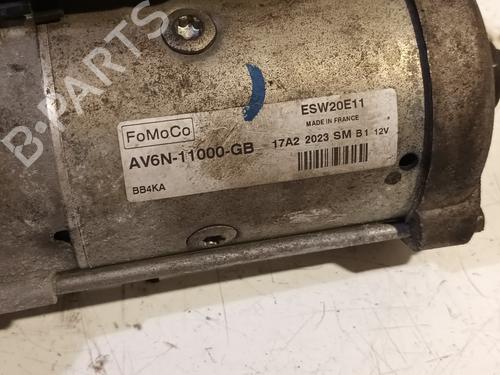 B-PARTS
FoMoCo
ESW20E11
MADE IN FRANCE
AV6N-11000-GB
17A2 2023 SM B1 12V
BB4KA